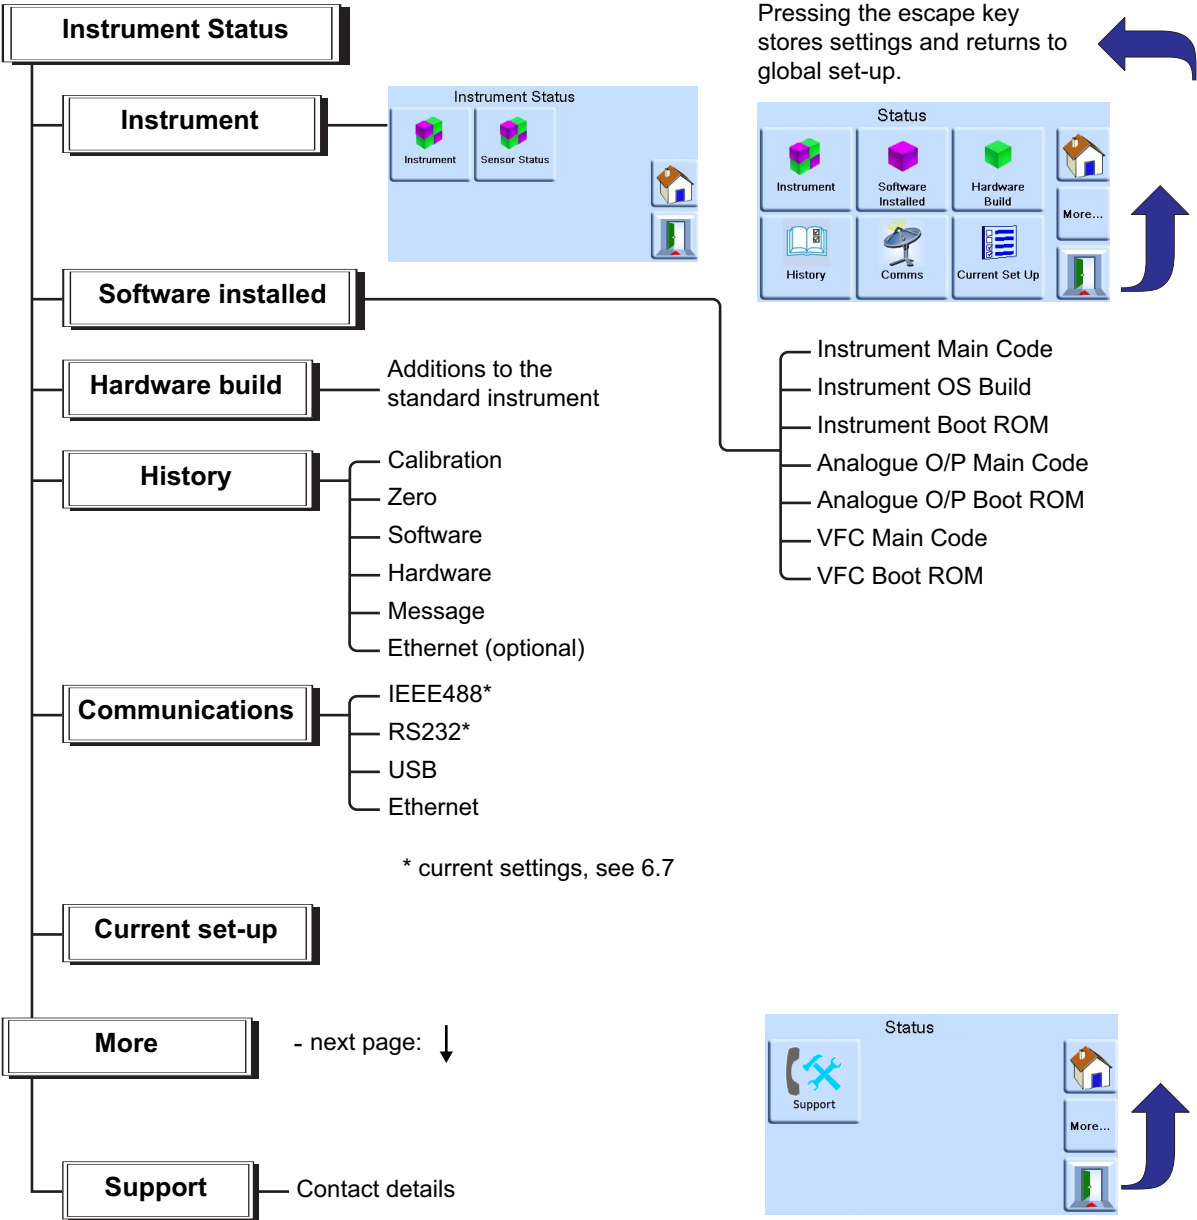 Instrument Status
Pressing the escape key
stores settings and returns to
global set-up.
Instrument
Instrument Status
Instrument
Sensor Status
Status
Instrument
Software
Installed
Hardware
Build
More...
History
Comms
Current Set Up
Software installed
Instrument Main Code
Instrument OS Build
Instrument Boot ROM
Analogue O/P Main Code
Analogue O/P Boot ROM
VFC Main Code
VFC Boot ROM
Hardware build
Additions to the
standard instrument
History
Calibration
Zero
Software
Hardware
Message
Ethernet (optional)
Communications
IEEE488*
RS232*
USB
Ethernet
* current settings, see 6.7
Current set-up
More
- next page:
Status
Support
More...
Support
Contact details